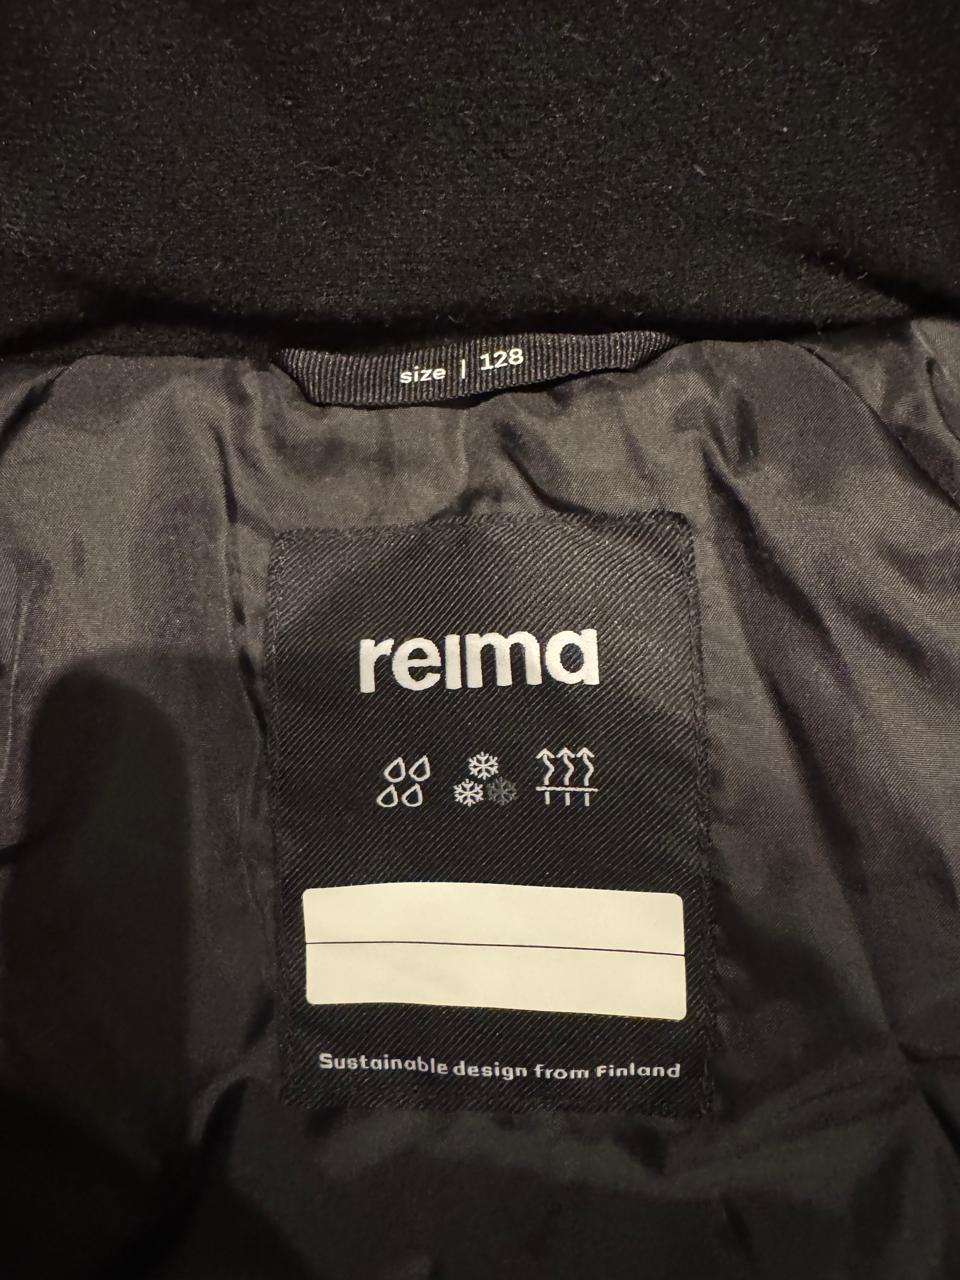 size | 128
reima
Sustainable design from Finland